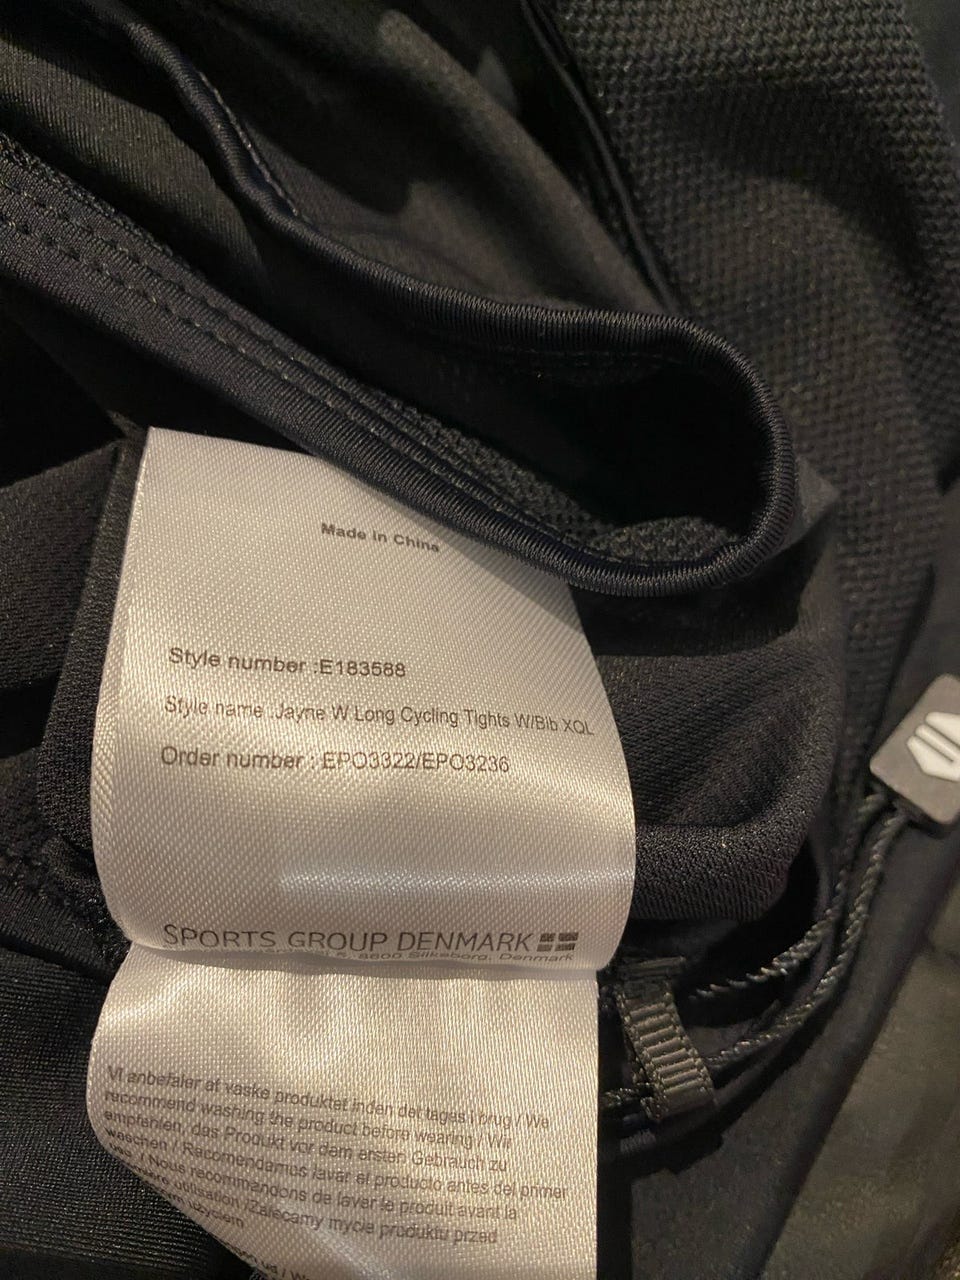 Made in China
Style number :E183588
Style name :Jayne W Long Cycling Tights W/Bib XQL
Order number : EPO3322/EPO3236
SPORTS GROUP DENMARK
8600 Silkeborg, Denmark
Vi anbefaler at vaske produktet inden det tages i brug / We
recommend washing the product before wearing / Wir
empfehlen, das Produkt vor dem ersten Gebrauch zu
waschen / Recomendamos lavar el producto antes del primer
/ Nous recommandons de laver le produit avant la
utilisation /Zalecamy mycie produktu przed
użyciem